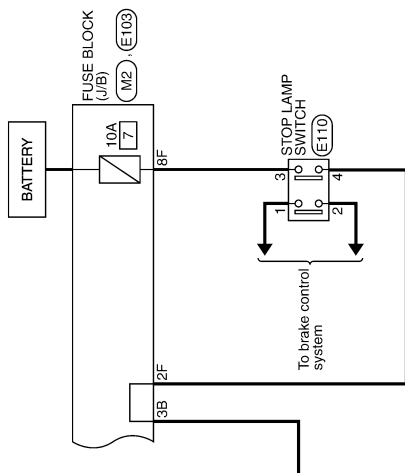 BATTERY
FUSE BLOCK
(J/B)
M2 , E103
10A
7
8F
STOP LAMP
SWITCH
E110
3
4
1
2
To brake control
system
2F
3B